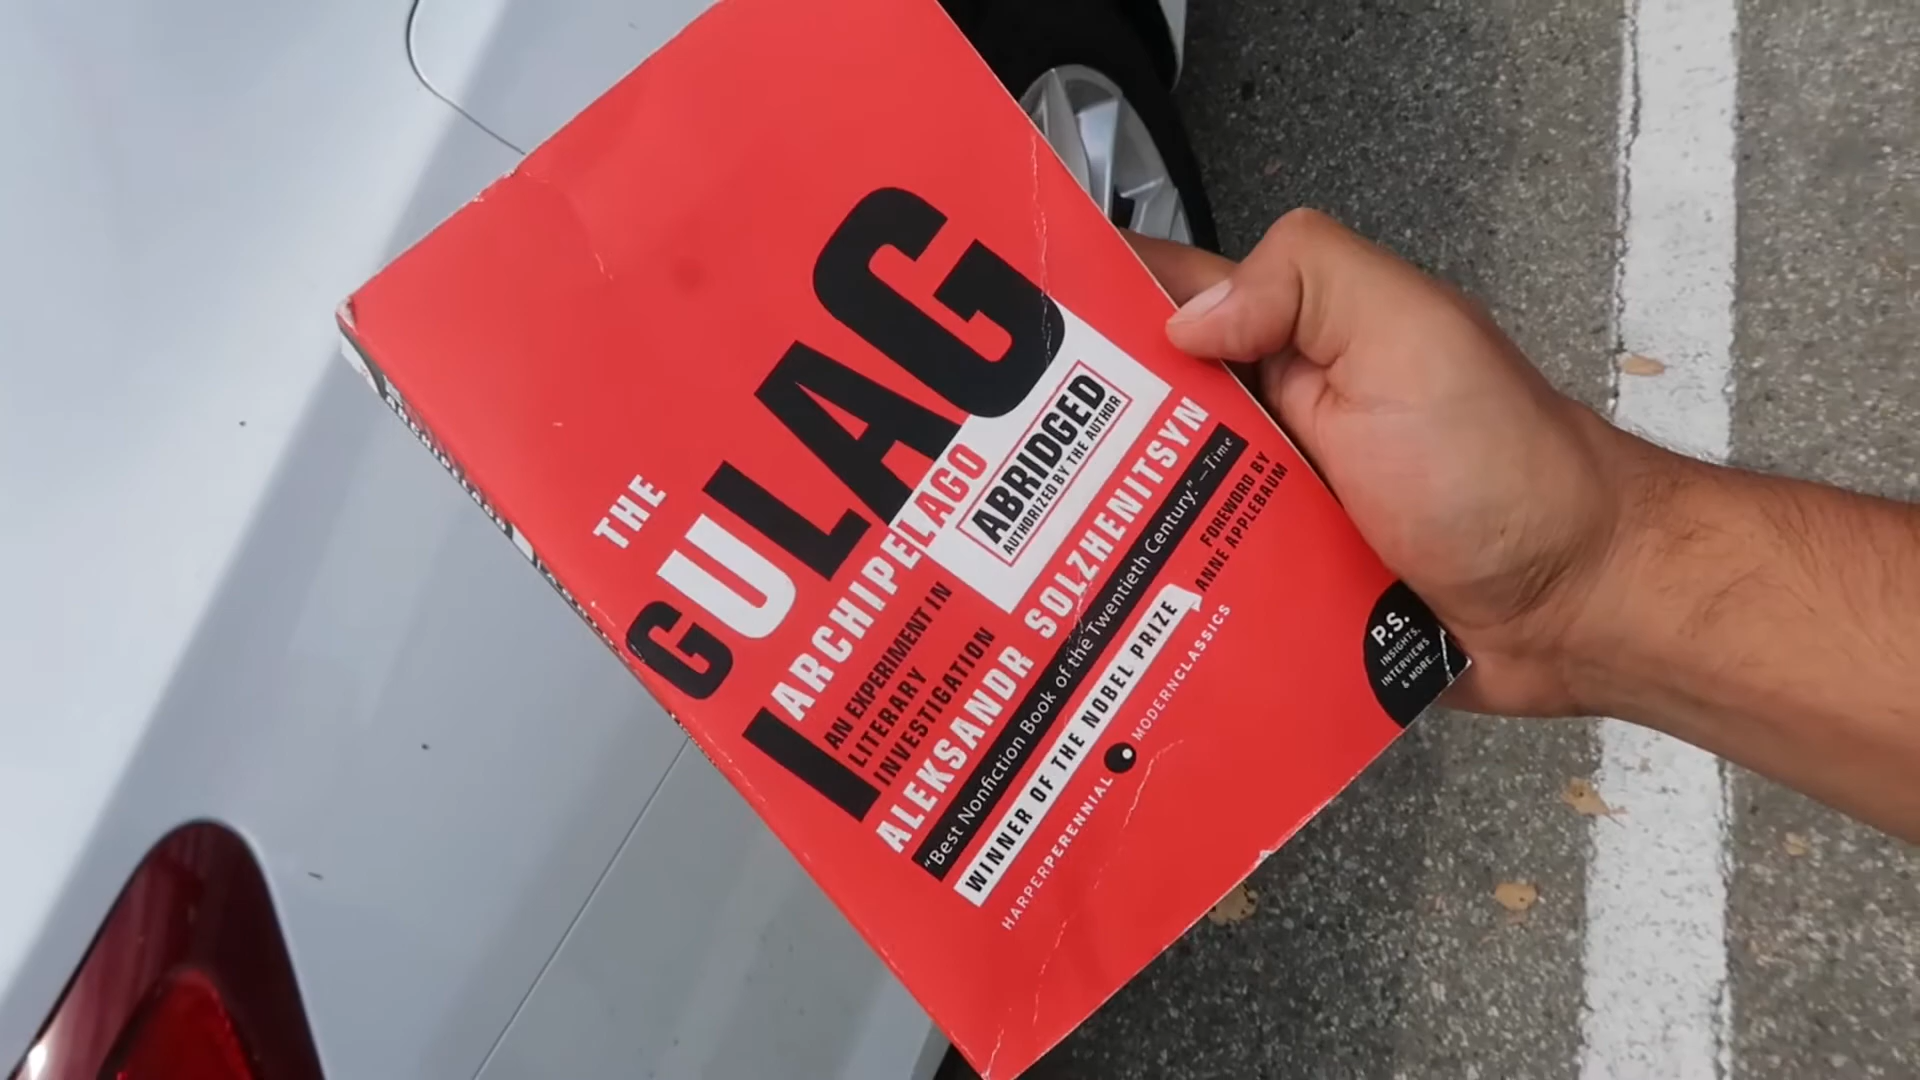 THE
GULAG
ARCHIPELAGO
AN EXPERIMENT IN
LITERARY
INVESTIGATION
ABRIDGED
AUTHORIZED BY THE AUTHOR
ALEKSANDR SOLZHENITSYN
"Best Nonfiction Book of the Twentieth Century." —Time
WINNER OF THE NOBEL PRIZE
FOREWORD BY
ANNE APPLEBAUM
HARPERPERENNIAL MODERNCLASSICS
P.S.
INSIGHTS,
INTERVIEWS
& MORE...